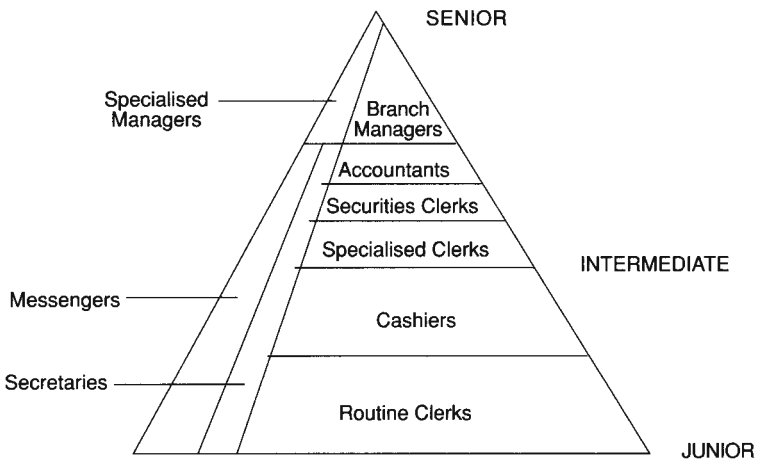 SENIOR
Specialised
Managers
Branch
Managers
Accountants
Securities Clerks
Specialised Clerks
INTERMEDIATE
Messengers
Cashiers
Secretaries
Routine Clerks
JUNIOR